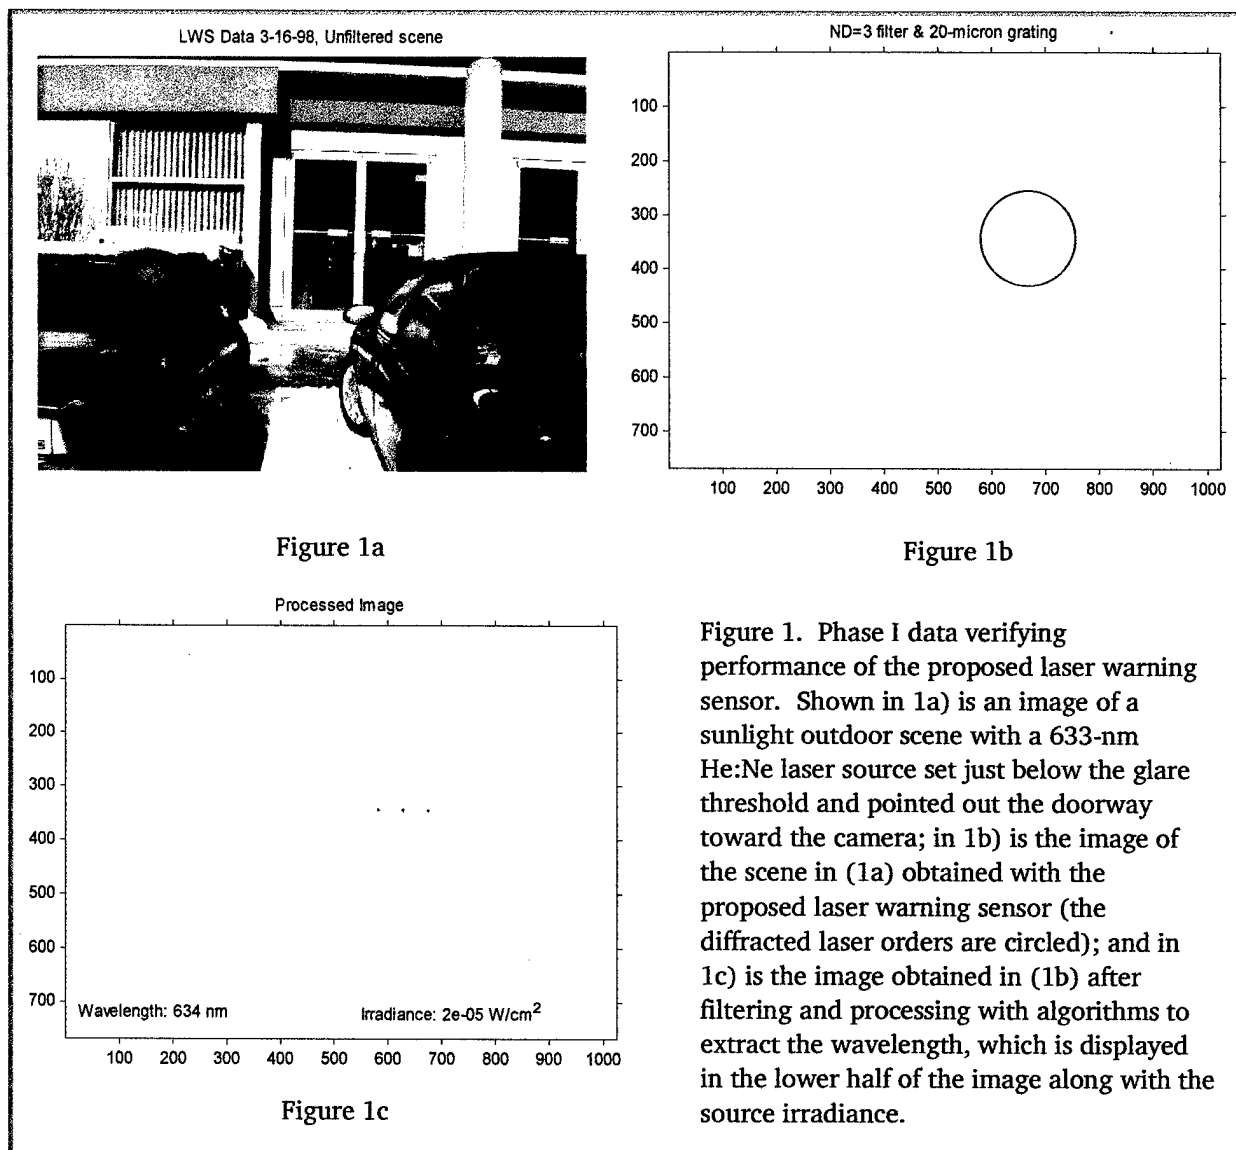 LWS Data 3-16-98, Unfiltered scene
ND=3 filter & 20-micron grating
100
200
300
400
500
600
700
100 200 300 400 500 600 700 800 900 1000
Figure 1a
Figure 1b
Processed Image
100
200
300
400
500
600
700
Wavelength: 634 nm
Irradiance: 2e-05 W/cm²
100 200 300 400 500 600 700 800 900 1000
Figure 1c
Figure 1. Phase I data verifying
performance of the proposed laser warning
sensor. Shown in 1a) is an image of a
sunlight outdoor scene with a 633-nm
He:Ne laser source set just below the glare
threshold and pointed out the doorway
toward the camera; in 1b) is the image of
the scene in (1a) obtained with the
proposed laser warning sensor (the
diffracted laser orders are circled); and in
1c) is the image obtained in (1b) after
filtering and processing with algorithms to
extract the wavelength, which is displayed
in the lower half of the image along with the
source irradiance.